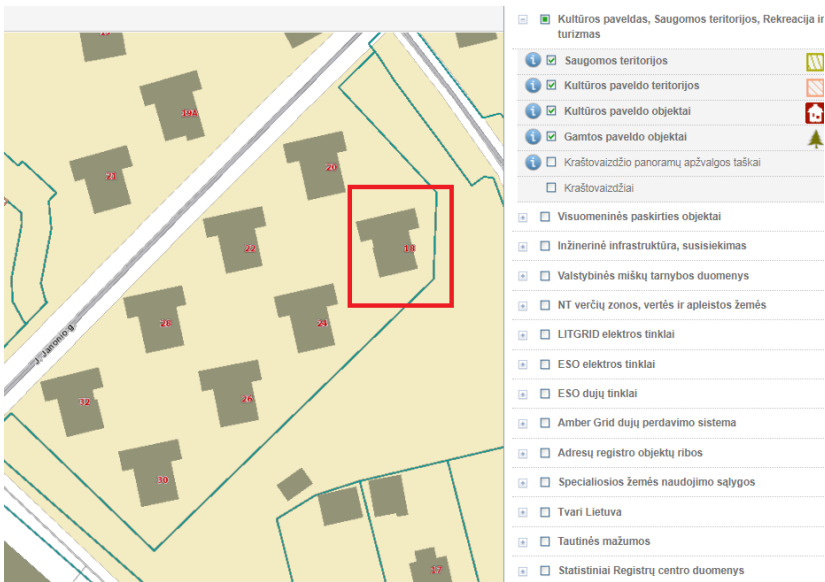 19A
21
20
22
18
28
24
J. Janonio g.
32
26
30
17
Kultūros paveldas, Saugomos teritorijos, Rekreacija ir
turizmas
Saugomos teritorijos
Kultūros paveldo teritorijos
Kultūros paveldo objektai
Gamtos paveldo objektai
Kraštovaizdžio panoramų apžvalgos taškai
Kraštovaizdžiai
Visuomeninės paskirties objektai
Inžinerinė infrastruktūra, susisiekimas
Valstybinės miškų tarnybos duomenys
NT verčių zonos, vertės ir apleistos žemės
LITGRID elektros tinklai
ESO elektros tinklai
ESO dujų tinklai
Amber Grid dujų perdavimo sistema
Adresų registro objektų ribos
Specialiosios žemės naudojimo sąlygos
Tvari Lietuva
Tautinės mažumos
Statistiniai Registrų centro duomenys